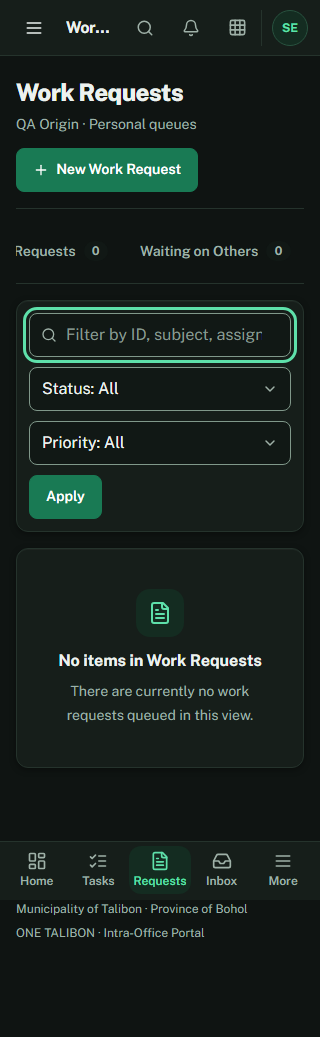 Wor...
SE
Work Requests
QA Origin · Personal queues
New Work Request
Requests 0
Waiting on Others 0
Filter by ID, subject, assigr
Status: All
Priority: All
Apply
No items in Work Requests
There are currently no work
requests queued in this view.
Home
Tasks
Requests
Inbox
More
Municipality of Talibon · Province of Bohol
ONE TALIBON · Intra-Office Portal